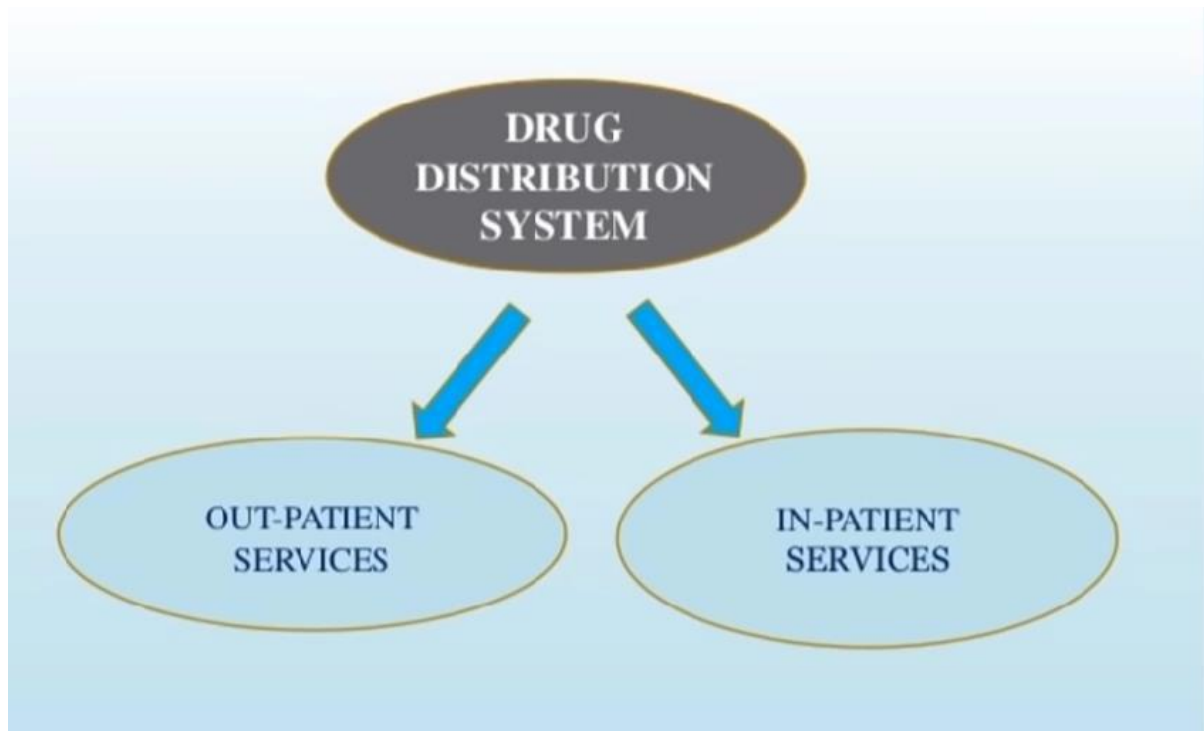 DRUG
DISTRIBUTION
SYSTEM
OUT-PATIENT
SERVICES
IN-PATIENT
SERVICES